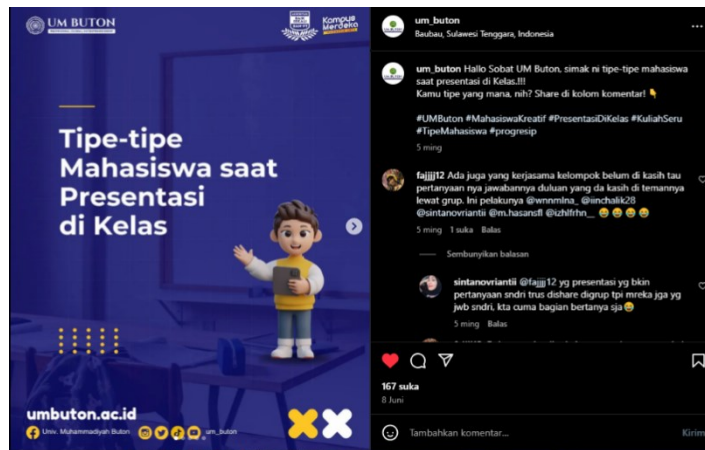 UM BUTON
Kampus
Merdeka
Tipe-tipe
Mahasiswa saat
Presentasi
di Kelas
umbuton.ac.id
Univ. Muhammadiyah Buton
um_buton
um_buton
Baubau, Sulawesi Tenggara, Indonesia
um_buton Hallo Sobat UM Buton, simak ni tipe-tipe mahasiswa
saat presentasi di Kelas.!!!
Kamu tipe yang mana, nih? Share di kolom komentar! 👇
#UMButon #MahasiswaKreatif #PresentasiDiKelas #KuliahSeru
#TipeMahasiswa #progresip
5 ming
fajjjj12 Ada juga yang kerjasama kelompok belum di kasih tau
pertanyaan nya jawabannya duluan yang da kasih di temannya
lewat grup. Ini pelakunya @wnnmlna_ @iinchalik28
@sintanovriantii @m.hasansfl @izhlfrhn__ 😂😂😂😂
5 ming 1 suka Balas
Sembunyikan balasan
sintanovriantii @fajjjj12 yg presentasi yg bkin
pertanyaan sndri trus dishare digrup tpi mreka jga yg
jwb sndri, kta cuma bagian bertanya sja😂
5 ming Balas
167 suka
8 Juni
Tambahkan komentar...
Kirim